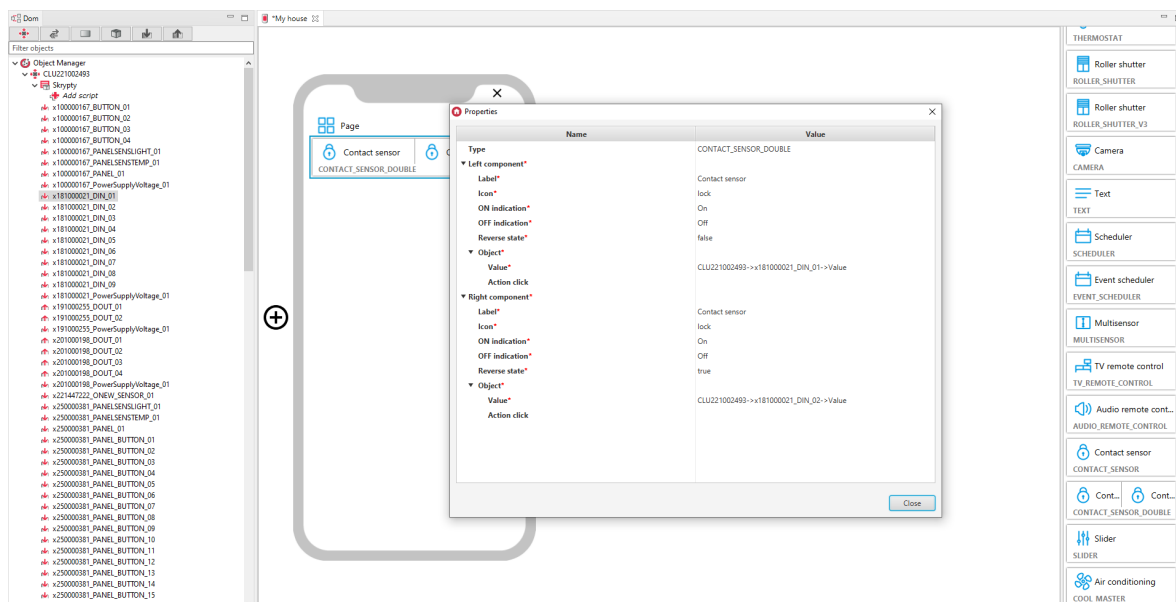 Dom
*My house
Filter objects
Object Manager
CLU221002493
Skrypty
Add script
x100000167_BUTTON_01
x100000167_BUTTON_02
x100000167_BUTTON_03
x100000167_BUTTON_04
x100000167_PANELSENSLIGHT_01
x100000167_PANELSENSTEMP_01
x100000167_PANEL_01
x100000167_PowerSupplyVoltage_01
x181000021_DIN_01
x181000021_DIN_02
x181000021_DIN_03
x181000021_DIN_04
x181000021_DIN_05
x181000021_DIN_06
x181000021_DIN_07
x181000021_DIN_08
x181000021_DIN_09
x181000021_PowerSupplyVoltage_01
x191000255_DOUT_01
x191000255_DOUT_02
x191000255_PowerSupplyVoltage_01
x201000198_DOUT_01
x201000198_DOUT_02
x201000198_DOUT_03
x201000198_DOUT_04
x201000198_PowerSupplyVoltage_01
x221447222_ONEW_SENSOR_01
x250000381_PANELSENSLIGHT_01
x250000381_PANELSENSTEMP_01
x250000381_PANEL_01
x250000381_PANEL_BUTTON_01
x250000381_PANEL_BUTTON_02
x250000381_PANEL_BUTTON_03
x250000381_PANEL_BUTTON_04
x250000381_PANEL_BUTTON_05
x250000381_PANEL_BUTTON_06
x250000381_PANEL_BUTTON_07
x250000381_PANEL_BUTTON_08
x250000381_PANEL_BUTTON_09
x250000381_PANEL_BUTTON_10
x250000381_PANEL_BUTTON_11
x250000381_PANEL_BUTTON_12
x250000381_PANEL_BUTTON_13
x250000381_PANEL_BUTTON_14
x250000381_PANEL_BUTTON_15
Page
Contact sensor
CONTACT_SENSOR_DOUBLE
Properties
Name Value
Type CONTACT_SENSOR_DOUBLE
Left component*
Label* Contact sensor
Icon* lock
ON indication* On
OFF indication* Off
Reverse state* false
Object*
Value* CLU221002493->x181000021_DIN_01->Value
Action click
Right component*
Label* Contact sensor
Icon* lock
ON indication* On
OFF indication* Off
Reverse state* true
Object*
Value* CLU221002493->x181000021_DIN_02->Value
Action click
Close
THERMOSTAT
Roller shutter
ROLLER_SHUTTER
Roller shutter
ROLLER_SHUTTER_V3
Camera
CAMERA
Text
TEXT
Scheduler
SCHEDULER
Event scheduler
EVENT_SCHEDULER
Multisensor
MULTISENSOR
TV remote control
TV_REMOTE_CONTROL
Audio remote cont...
AUDIO_REMOTE_CONTROL
Contact sensor
CONTACT_SENSOR
Cont... Cont...
CONTACT_SENSOR_DOUBLE
Slider
SLIDER
Air conditioning
COOL_MASTER